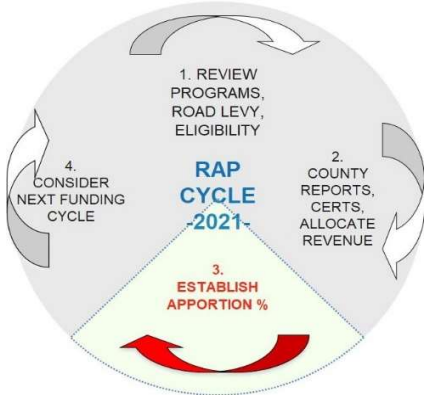 1. REVIEW
PROGRAMS,
ROAD LEVY,
ELIGIBILITY
2.
COUNTY
REPORTS,
CERTS,
ALLOCATE
REVENUE
3.
ESTABLISH
APPORTION %
4.
CONSIDER
NEXT FUNDING
CYCLE
RAP
CYCLE
-2021-